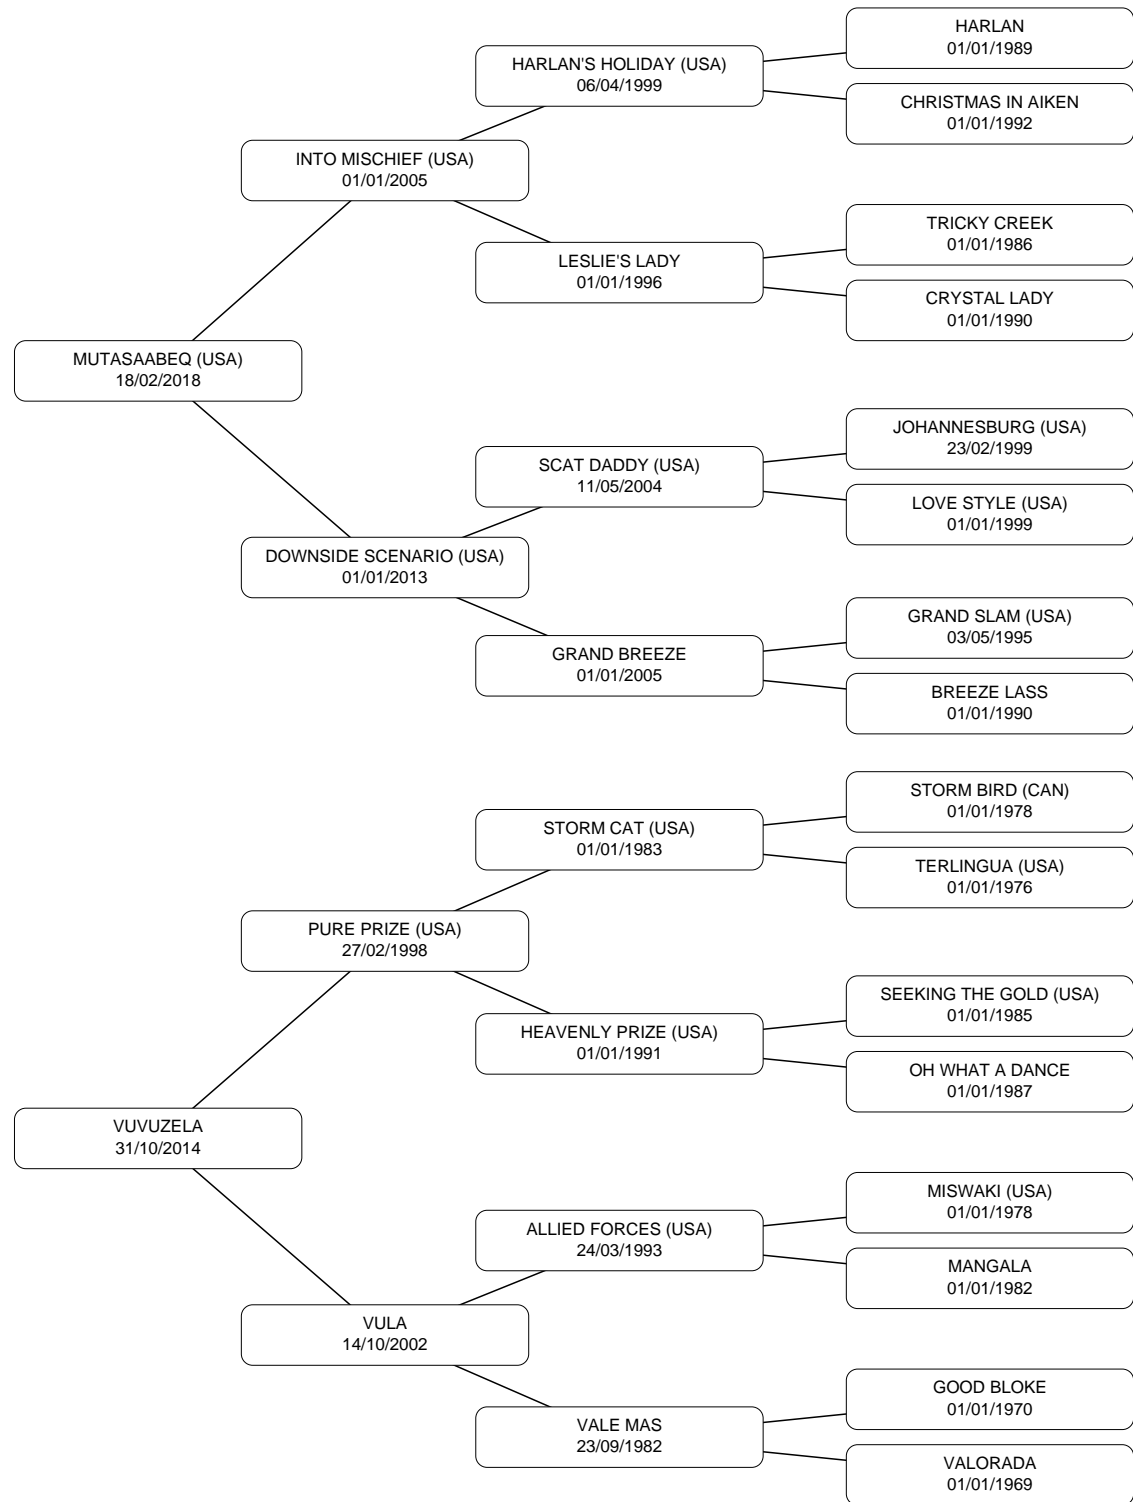 HARLAN
01/01/1989
HARLAN'S HOLIDAY (USA)
06/04/1999
CHRISTMAS IN AIKEN
01/01/1992
INTO MISCHIEF (USA)
01/01/2005
TRICKY CREEK
01/01/1986
LESLIE'S LADY
01/01/1996
CRYSTAL LADY
01/01/1990
MUTASAABEQ (USA)
18/02/2018
JOHANNESBURG (USA)
23/02/1999
SCAT DADDY (USA)
11/05/2004
LOVE STYLE (USA)
01/01/1999
DOWNSIDE SCENARIO (USA)
01/01/2013
GRAND SLAM (USA)
03/05/1995
GRAND BREEZE
01/01/2005
BREEZE LASS
01/01/1990
STORM BIRD (CAN)
01/01/1978
STORM CAT (USA)
01/01/1983
TERLINGUA (USA)
01/01/1976
PURE PRIZE (USA)
27/02/1998
SEEKING THE GOLD (USA)
01/01/1985
HEAVENLY PRIZE (USA)
01/01/1991
OH WHAT A DANCE
01/01/1987
VUVUZELA
31/10/2014
MISWAKI (USA)
01/01/1978
ALLIED FORCES (USA)
24/03/1993
MANGALA
01/01/1982
VULA
14/10/2002
GOOD BLOKE
01/01/1970
VALE MAS
23/09/1982
VALORADA
01/01/1969